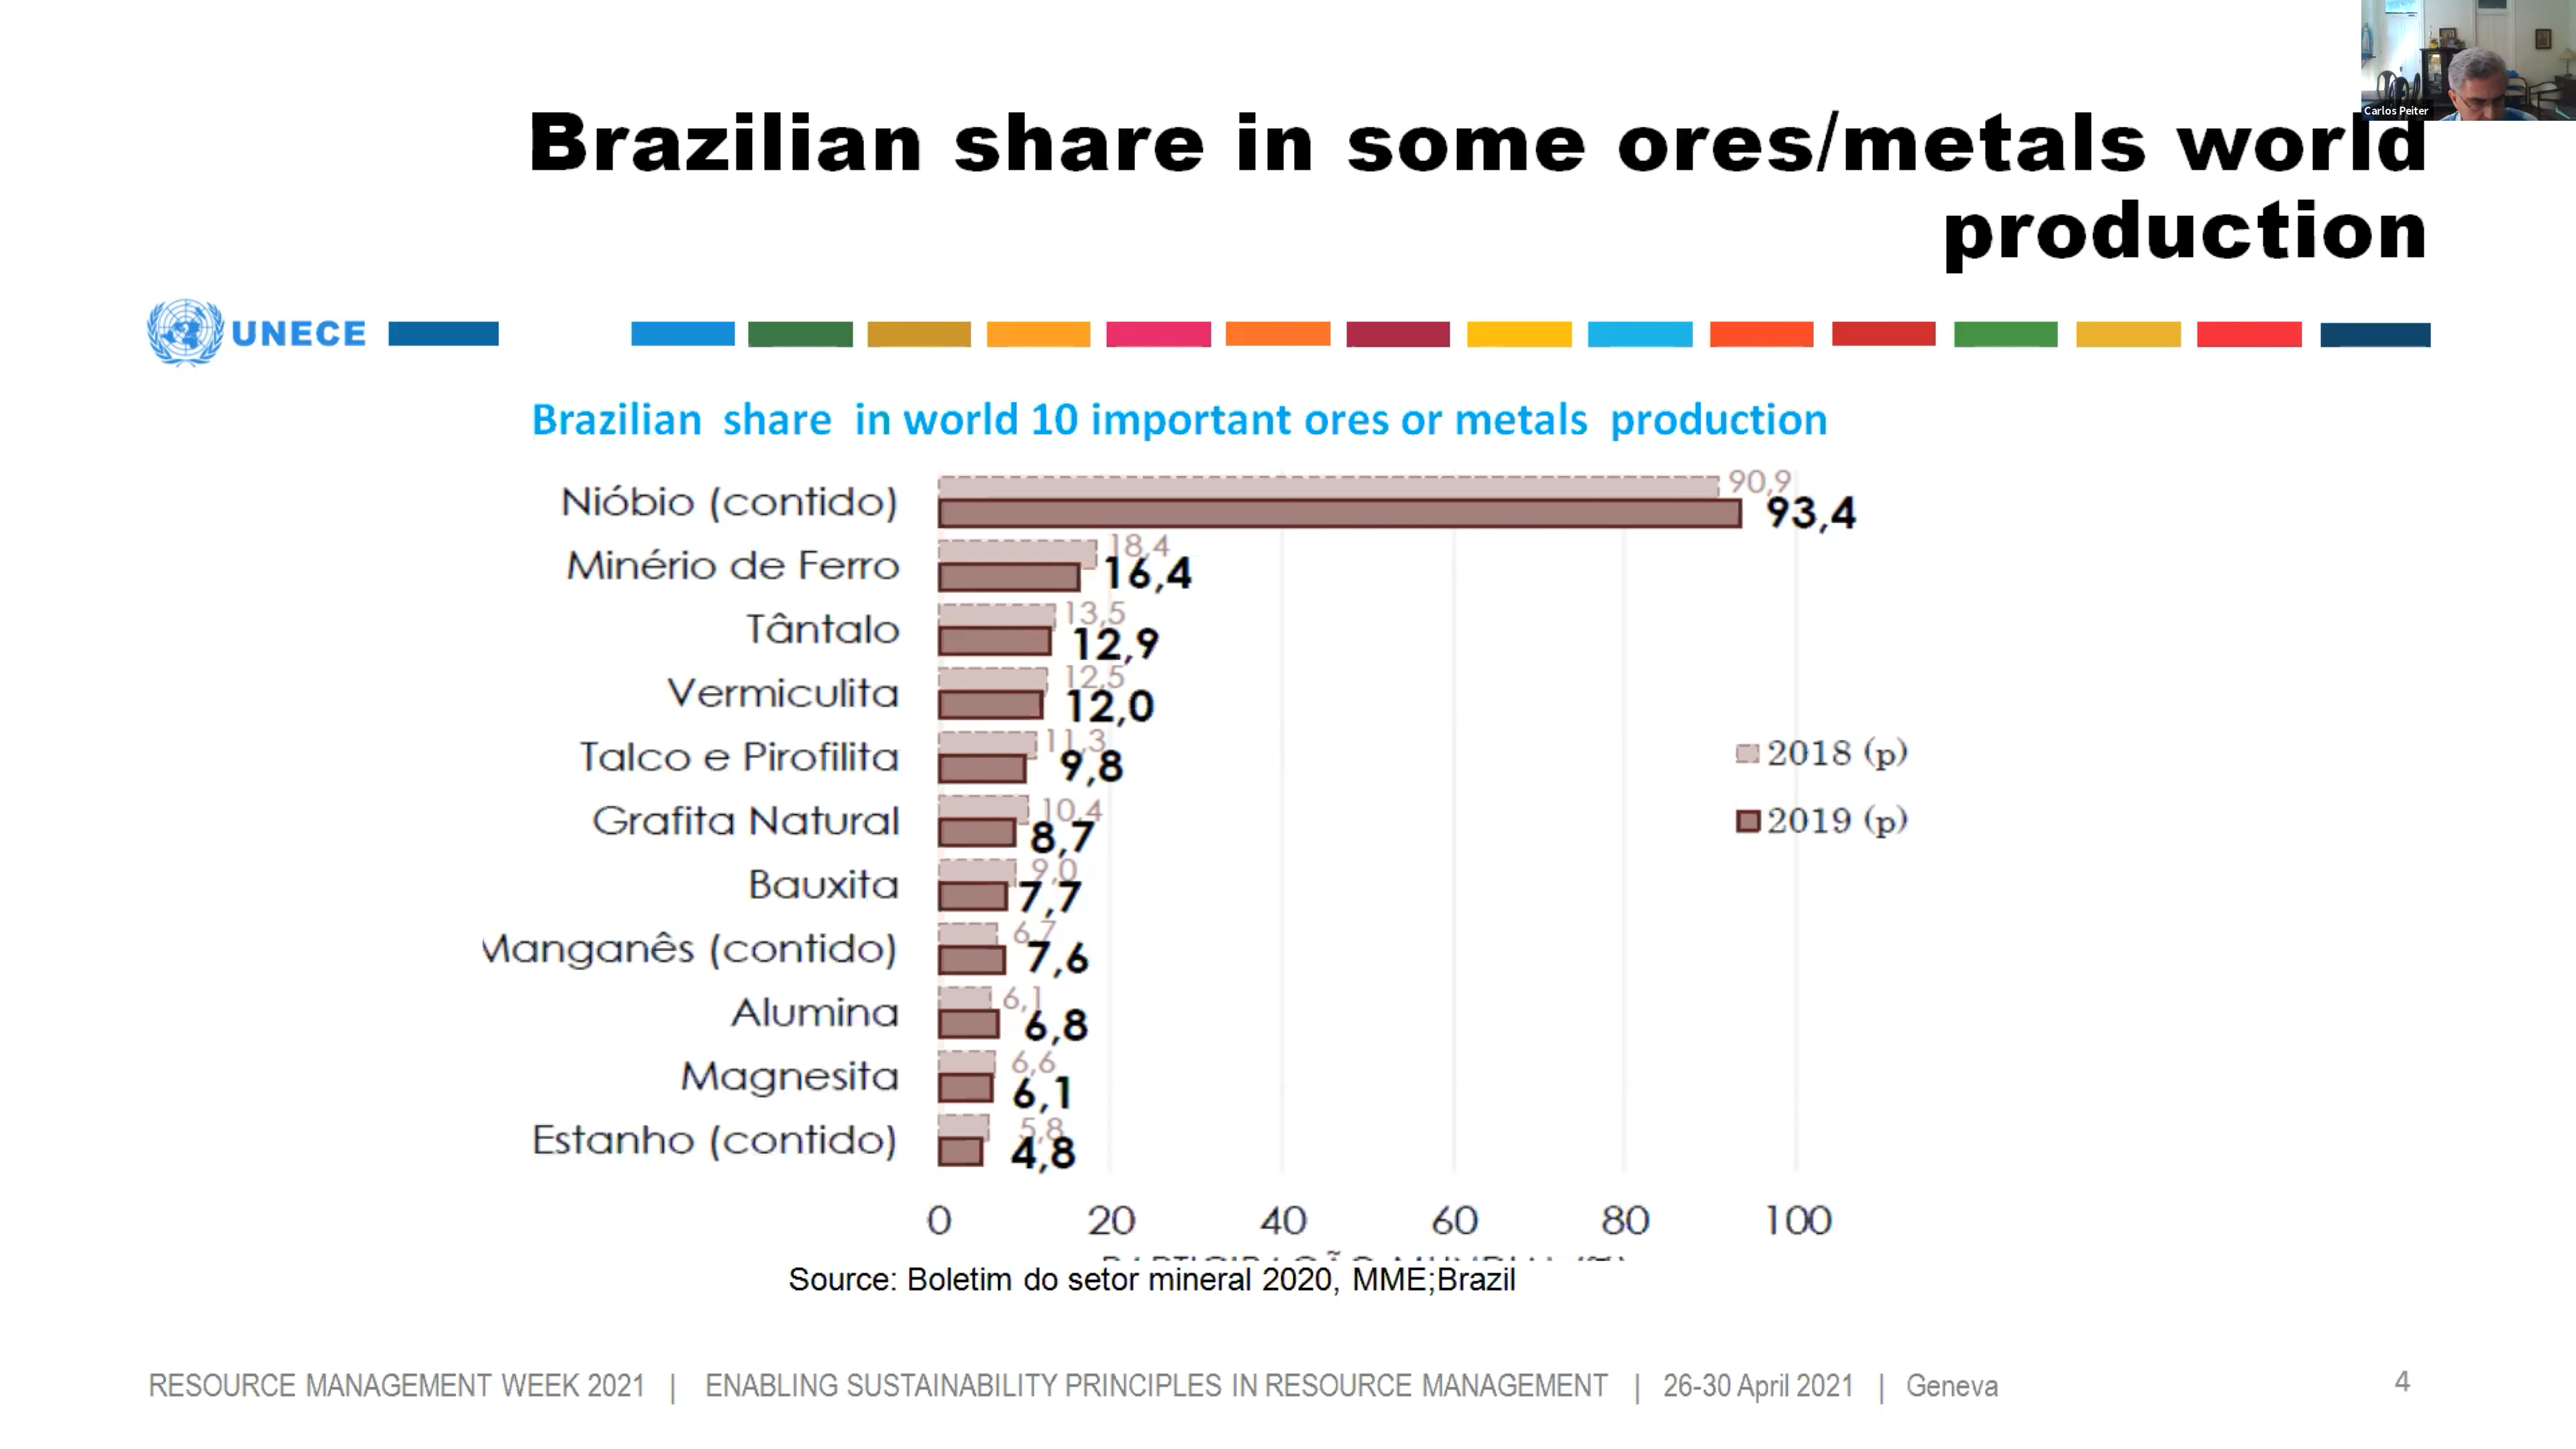 Carlos Peiter
Brazilian share in some ores/metals world
production
UNECE
Brazilian share in world 10 important ores or metals production
Nióbio (contido) 90,9
93,4
Minério de Ferro 18,4
16,4
Tântalo 13,5
12,9
Vermiculita 12,5
12,0
Talco e Pirofilita 11,3
9,8
Grafita Natural 10,4
8,7
Bauxita 9,0
7,7
Manganês (contido) 6,7
7,6
Alumina 6,1
6,8
Magnesita 6,6
6,1
Estanho (contido) 5,8
4,8
2018 (p)
2019 (p)
0 20 40 60 80 100
Source: Boletim do setor mineral 2020, MME;Brazil
RESOURCE MANAGEMENT WEEK 2021 | ENABLING SUSTAINABILITY PRINCIPLES IN RESOURCE MANAGEMENT | 26-30 April 2021 | Geneva
4